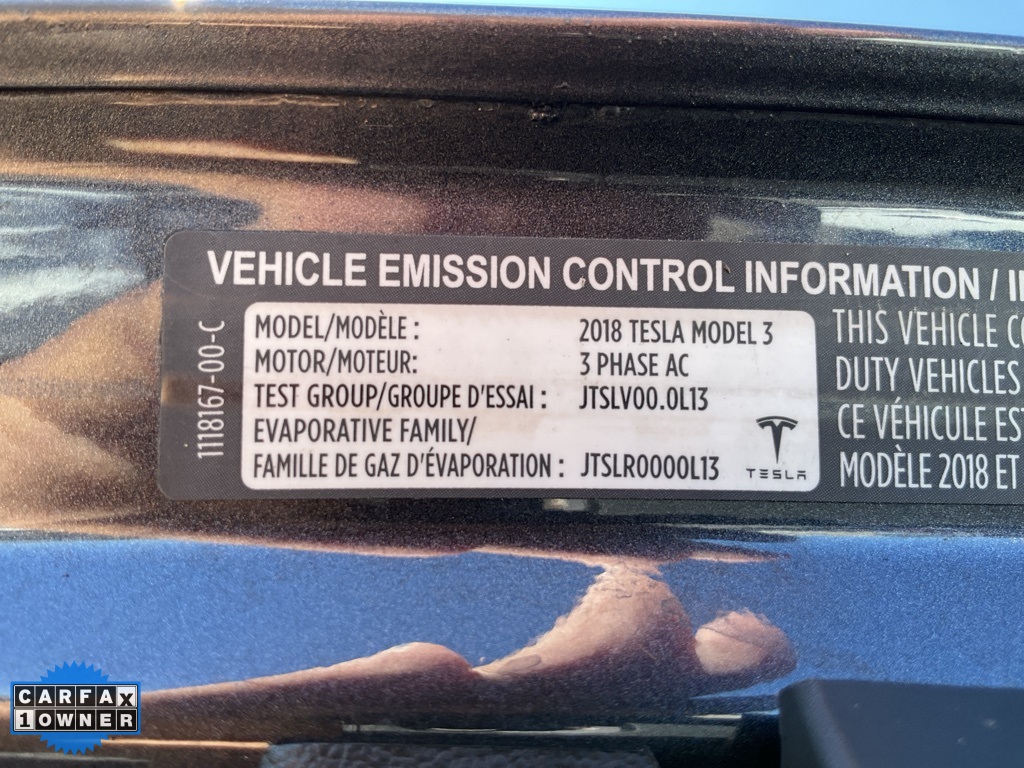 VEHICLE EMISSION CONTROL INFORMATION /
1118167-00-C
MODEL/MODÈLE : 2018 TESLA MODEL 3
MOTOR/MOTEUR: 3 PHASE AC
TEST GROUP/GROUPE D'ESSAI : JTSLV00.0L13
EVAPORATIVE FAMILY/
FAMILLE DE GAZ D'ÉVAPORATION : JTSLR0000L13
TESLA
THIS VEHICLE
DUTY VEHICLES
CE VÉHICULE
MODÈLE 2018 ET
CARFAX
1 OWNER